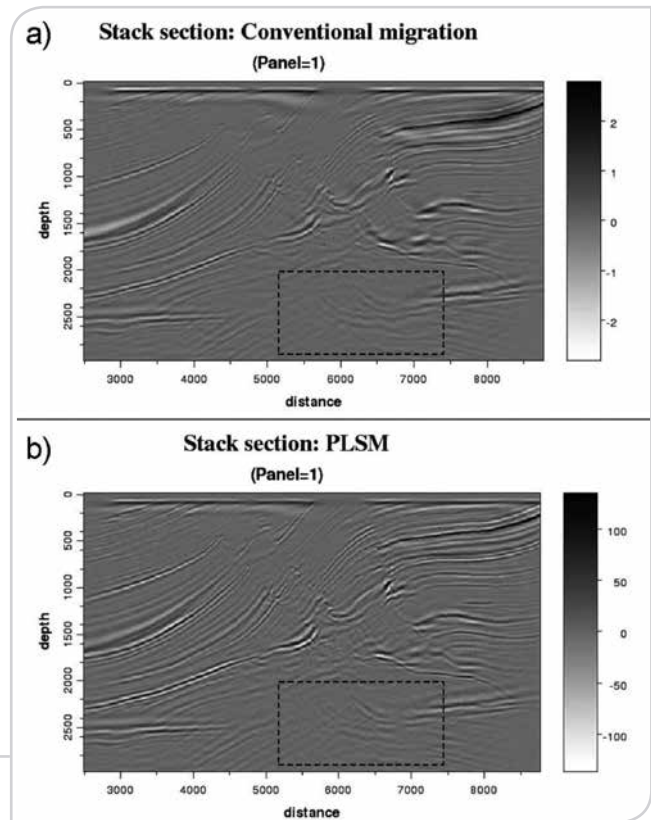 a)
Stack section: Conventional migration
(Panel=1)
0
500
1000
1500
2000
2500
depth
3000 4000 5000 6000 7000 8000
distance
2
1
0
-1
-2
b)
Stack section: PLSM
(Panel=1)
0
500
1000
1500
2000
2500
depth
3000 4000 5000 6000 7000 8000
distance
100
50
0
-50
-100